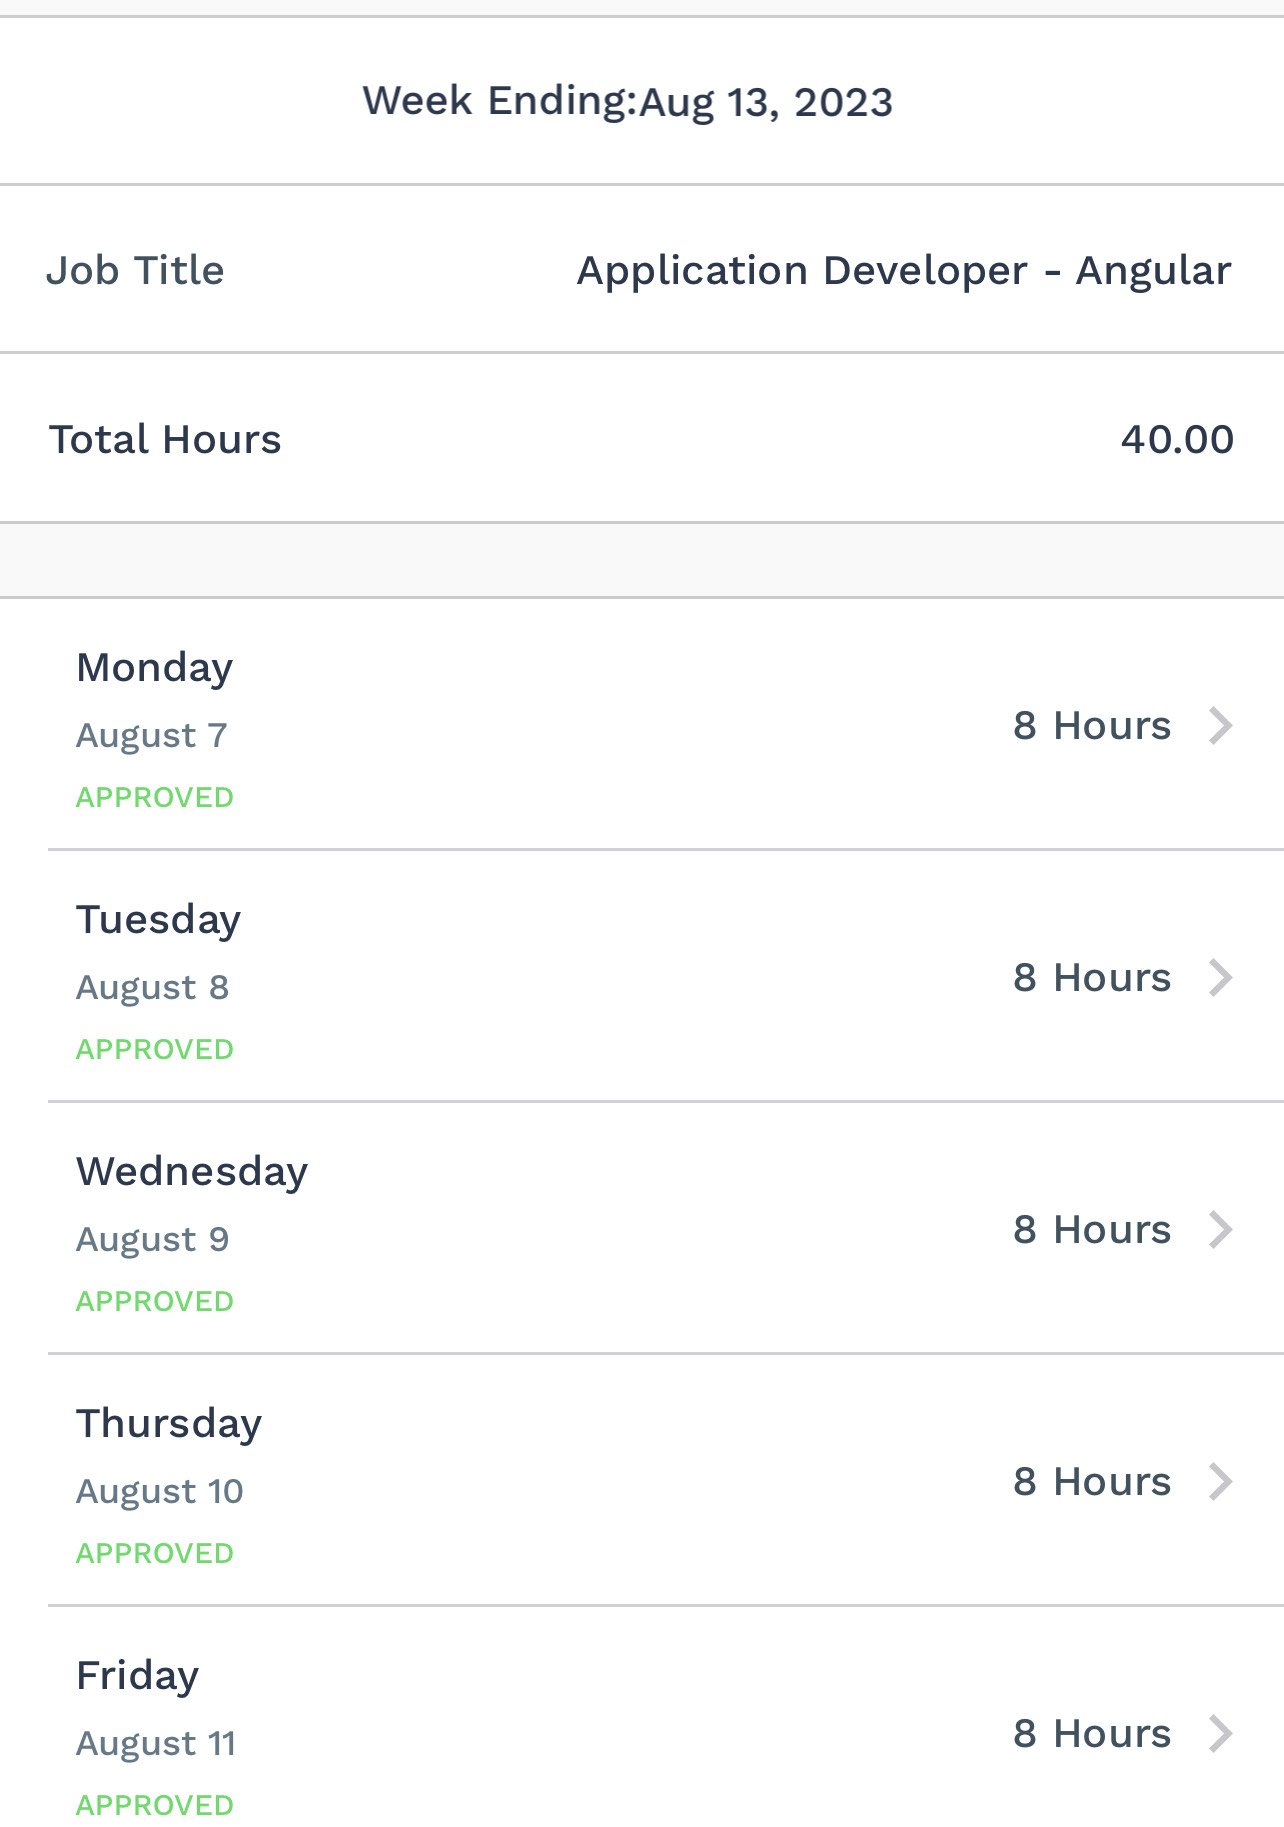 Week Ending:Aug 13, 2023
Job Title Application Developer - Angular
Total Hours 40.00
Monday
August 7
8 Hours
APPROVED
Tuesday
August 8
8 Hours
APPROVED
Wednesday
August 9
8 Hours
APPROVED
Thursday
August 10
8 Hours
APPROVED
Friday
August 11
8 Hours
APPROVED